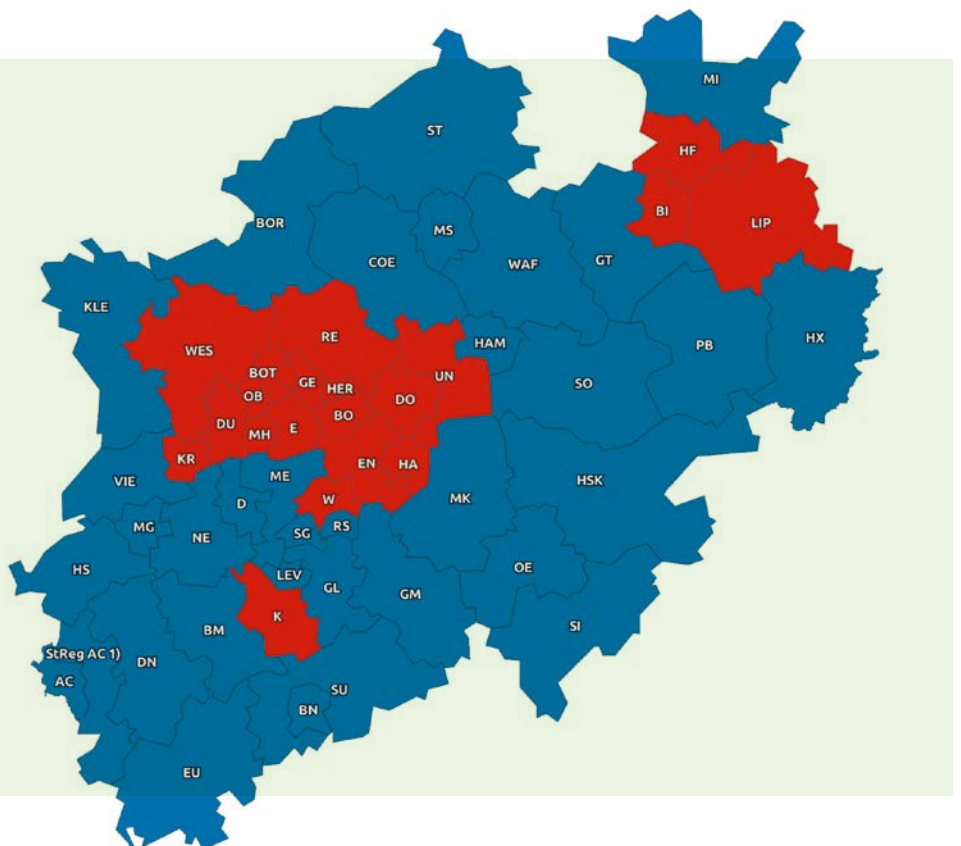 MI
ST
HF
BI
LIP
BOR
MS
COE
WAF
GT
KLE
RE
HAM
PB
HX
WES
BOT
GE
HER
UN
SO
OB
DO
DU
MH
E
BO
KR
EN
HA
ME
HSK
VIE
D
W
MK
MG
NE
SG
RS
HS
LEV
GL
OE
GM
K
BM
SI
StReg AC 1)
DN
AC
SU
BN
EU